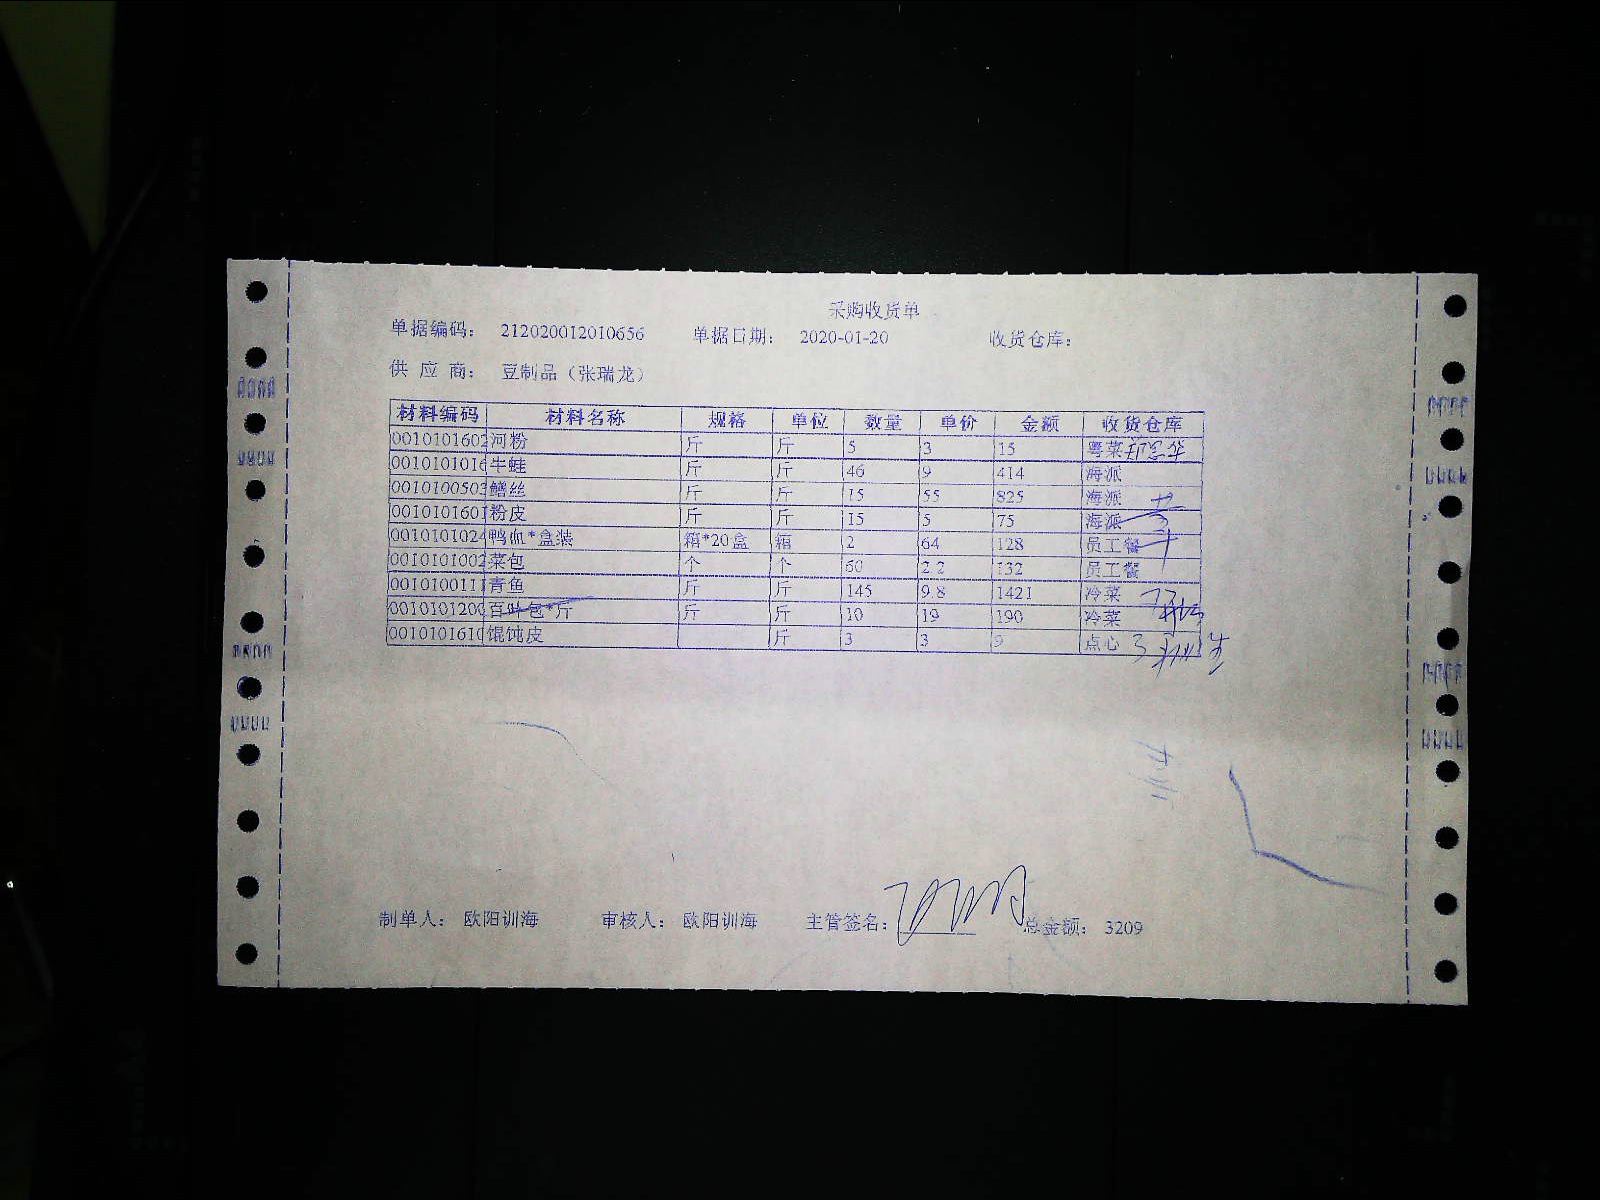 采购收货单
单据编码： 212020012010656 单据日期： 2020-01-20 收货仓库：
供 应 商： 豆制品（张瑞龙）
材料编码 材料名称 规格 单位 数量 单价 金额 收货仓库
0010101602 河粉 斤 斤 5 3 15 粤菜
001010101 牛蛙 斤 斤 46 9 414 海派
0010100503 鳝丝 斤 斤 15 55 825 海派
0010101601 粉皮 斤 斤 15 5 75 海派
001010102 鸭血*盒装 箱*20盒 箱 2 64 128 员工餐
0010101002 菜包 个 个 60 2.2 132 员工餐
0010100111 青鱼 斤 斤 145 9.8 1421 冷菜
001010120 百叶包*斤 斤 斤 10 19 190 冷菜
001010161 馄饨皮 斤 3 3 9 点心
制单人： 欧阳训海 审核人： 欧阳训海 主管签名： 总金额： 3209